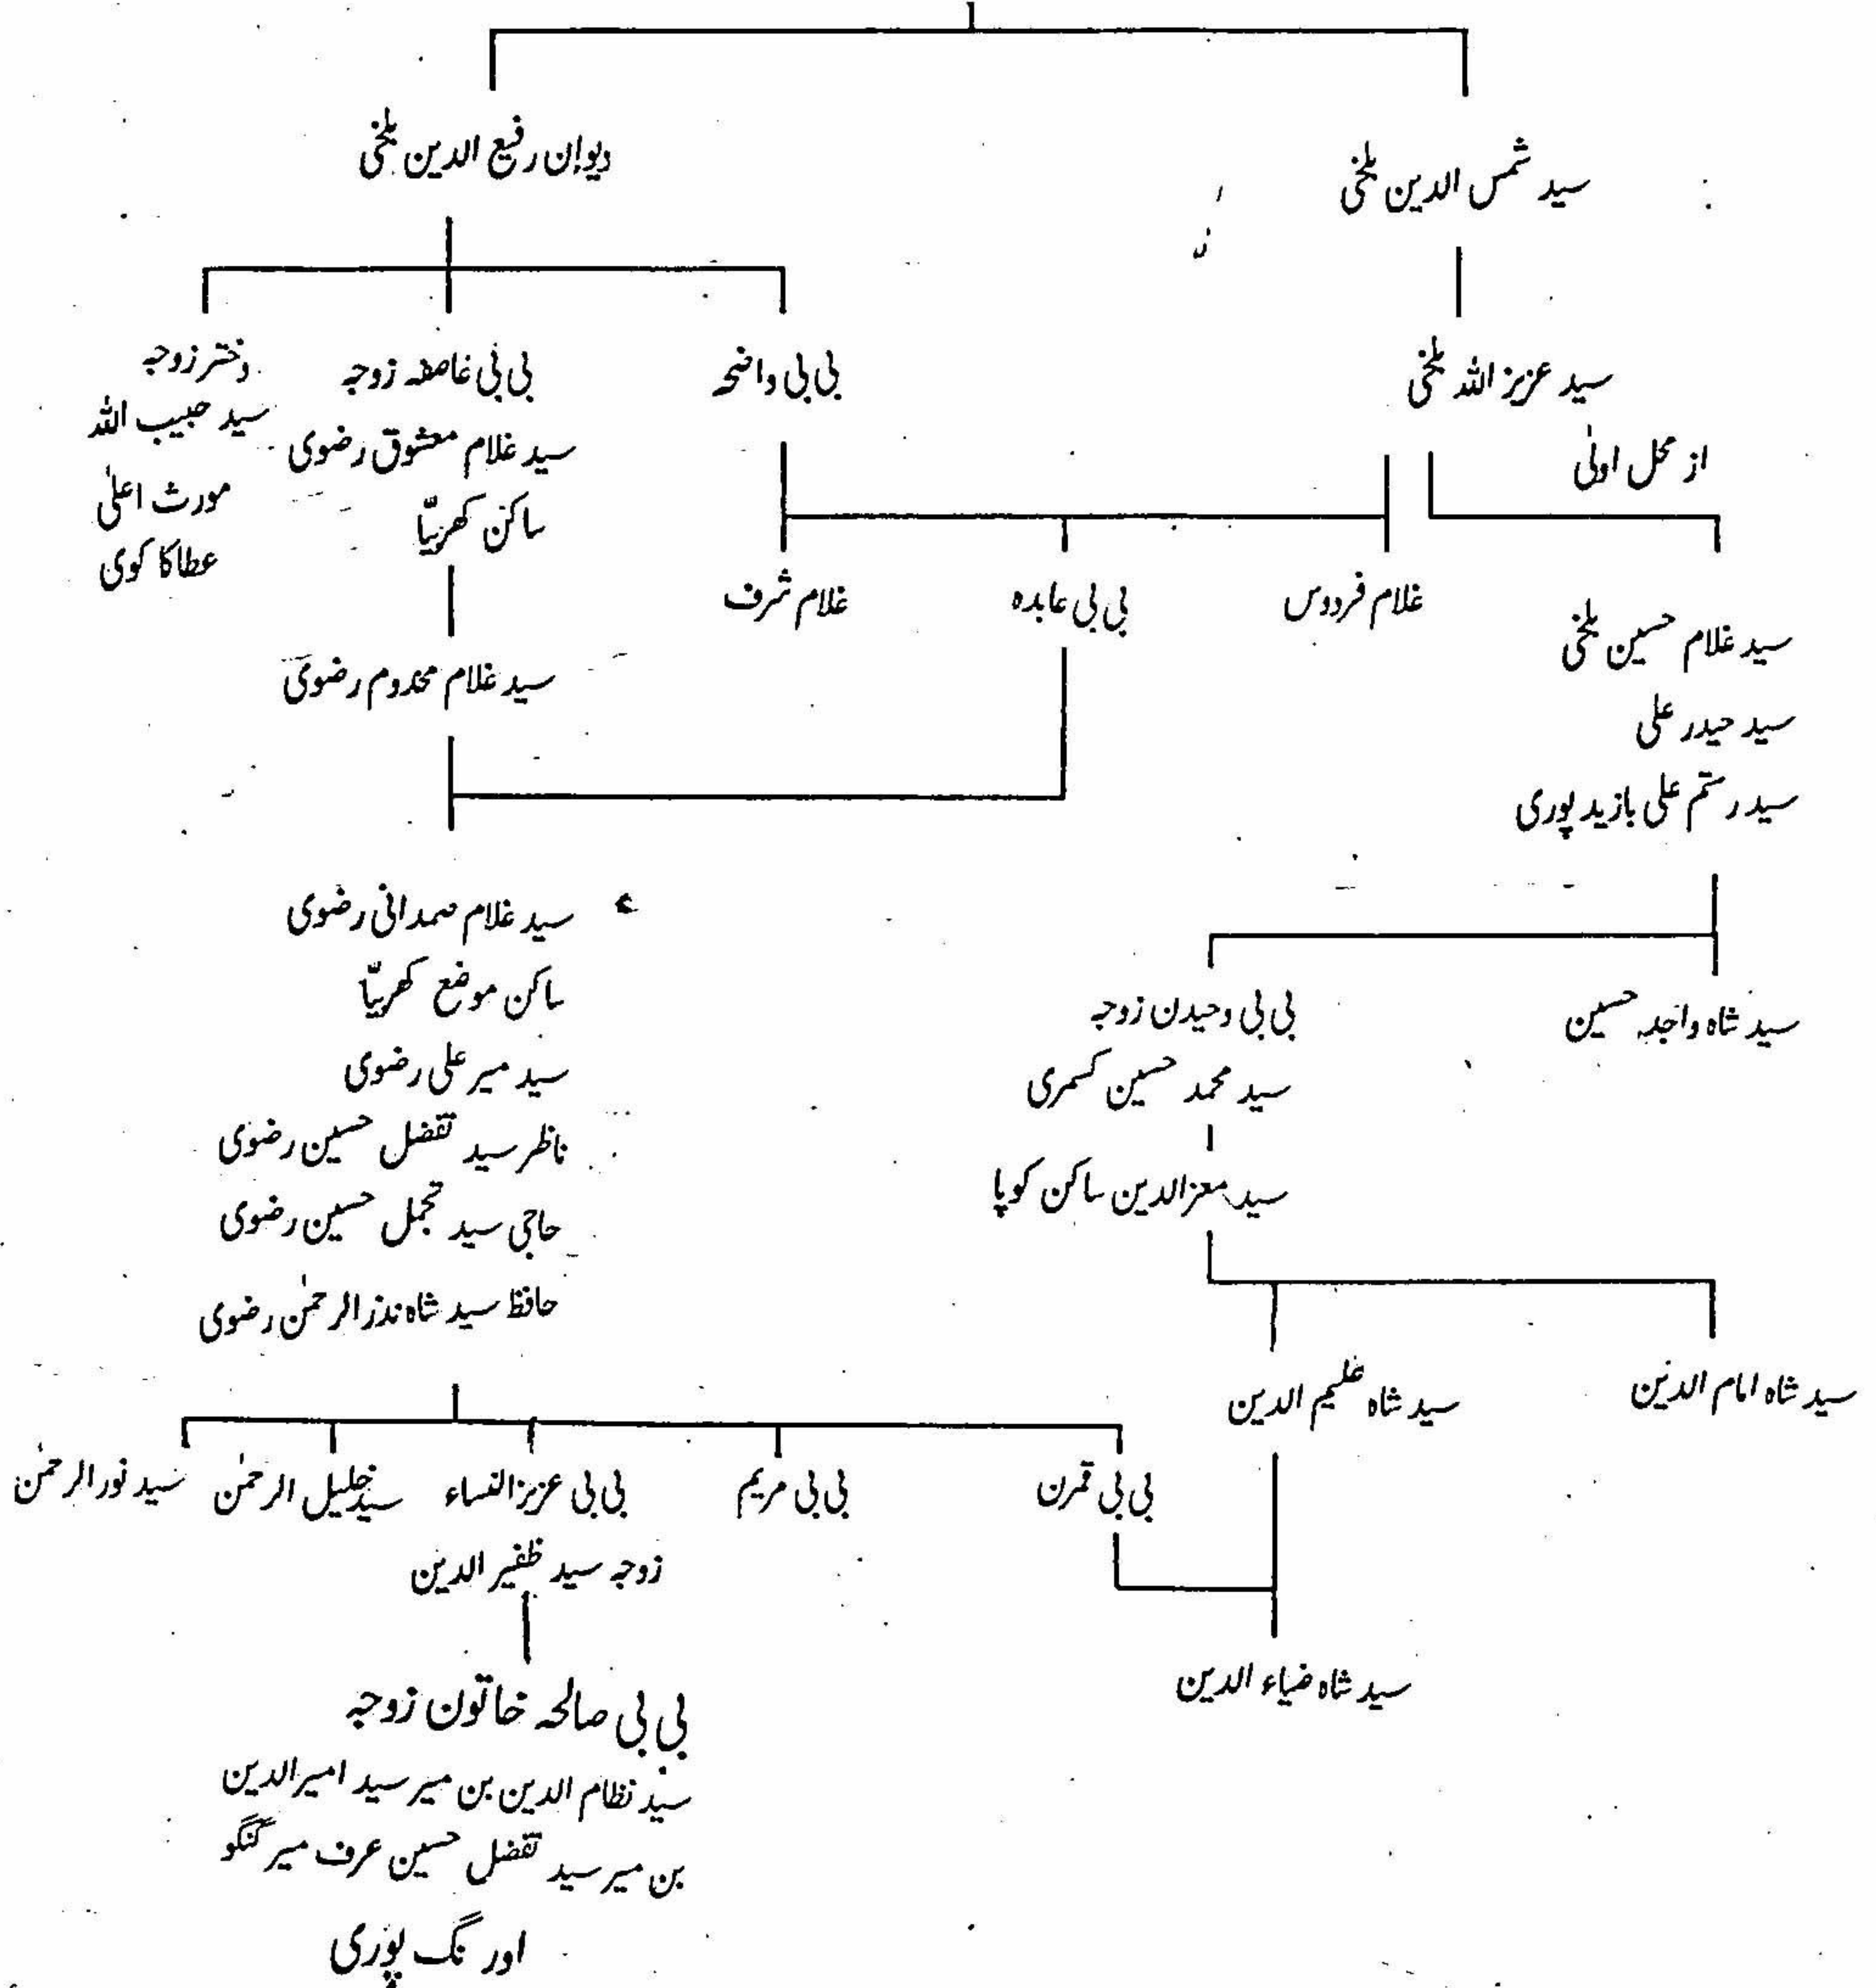 سید شمس الدین بلخی
دیوان رفیع الدین بلخی
سید عزیز اللہ بلخی
بی بی واضحہ
بی بی عاصفہ زوجہ
سید غلام معشوق رضوی
ساکن کھریّا
دختر زوجہ
سید حبیب اللہ
مورث اعلیٰ
عطا کاکوی
از محل اولیٰ
غلام فردوس
بی بی عابدہ
غلام شرف
سید غلام حسین بلخی
سید حیدر علی
سید رستم علی بازید پوری
سید غلام مخدوم رضوی
سید غلام صمدانی رضوی
ساکن موضع کھریّا
سید میر علی رضوی
ناظر سید تفضل حسین رضوی
حاجی سید تجمل حسین رضوی
حافظ سید شاہ نذر الرحمٰن رضوی
سید شاہ واجد حسین
بی بی وحیدن زوجہ
سید محمد حسین کسمری
سید معز الدین ساکن کوپا
سید شاہ امام الدین
سید شاہ علیم الدین
بی بی قمرن
بی بی مریم
بی بی عزیز النساء
زوجہ سید ظفیر الدین
سید خلیل الرحمٰن
سید نور الرحمٰن
سید شاہ ضیاء الدین
بی بی صالحہ خاتون زوجہ
سید نظام الدین بن میر سید امیر الدین
بن میر سید تفضل حسین عرف میر گنگو
اورنگ پوری